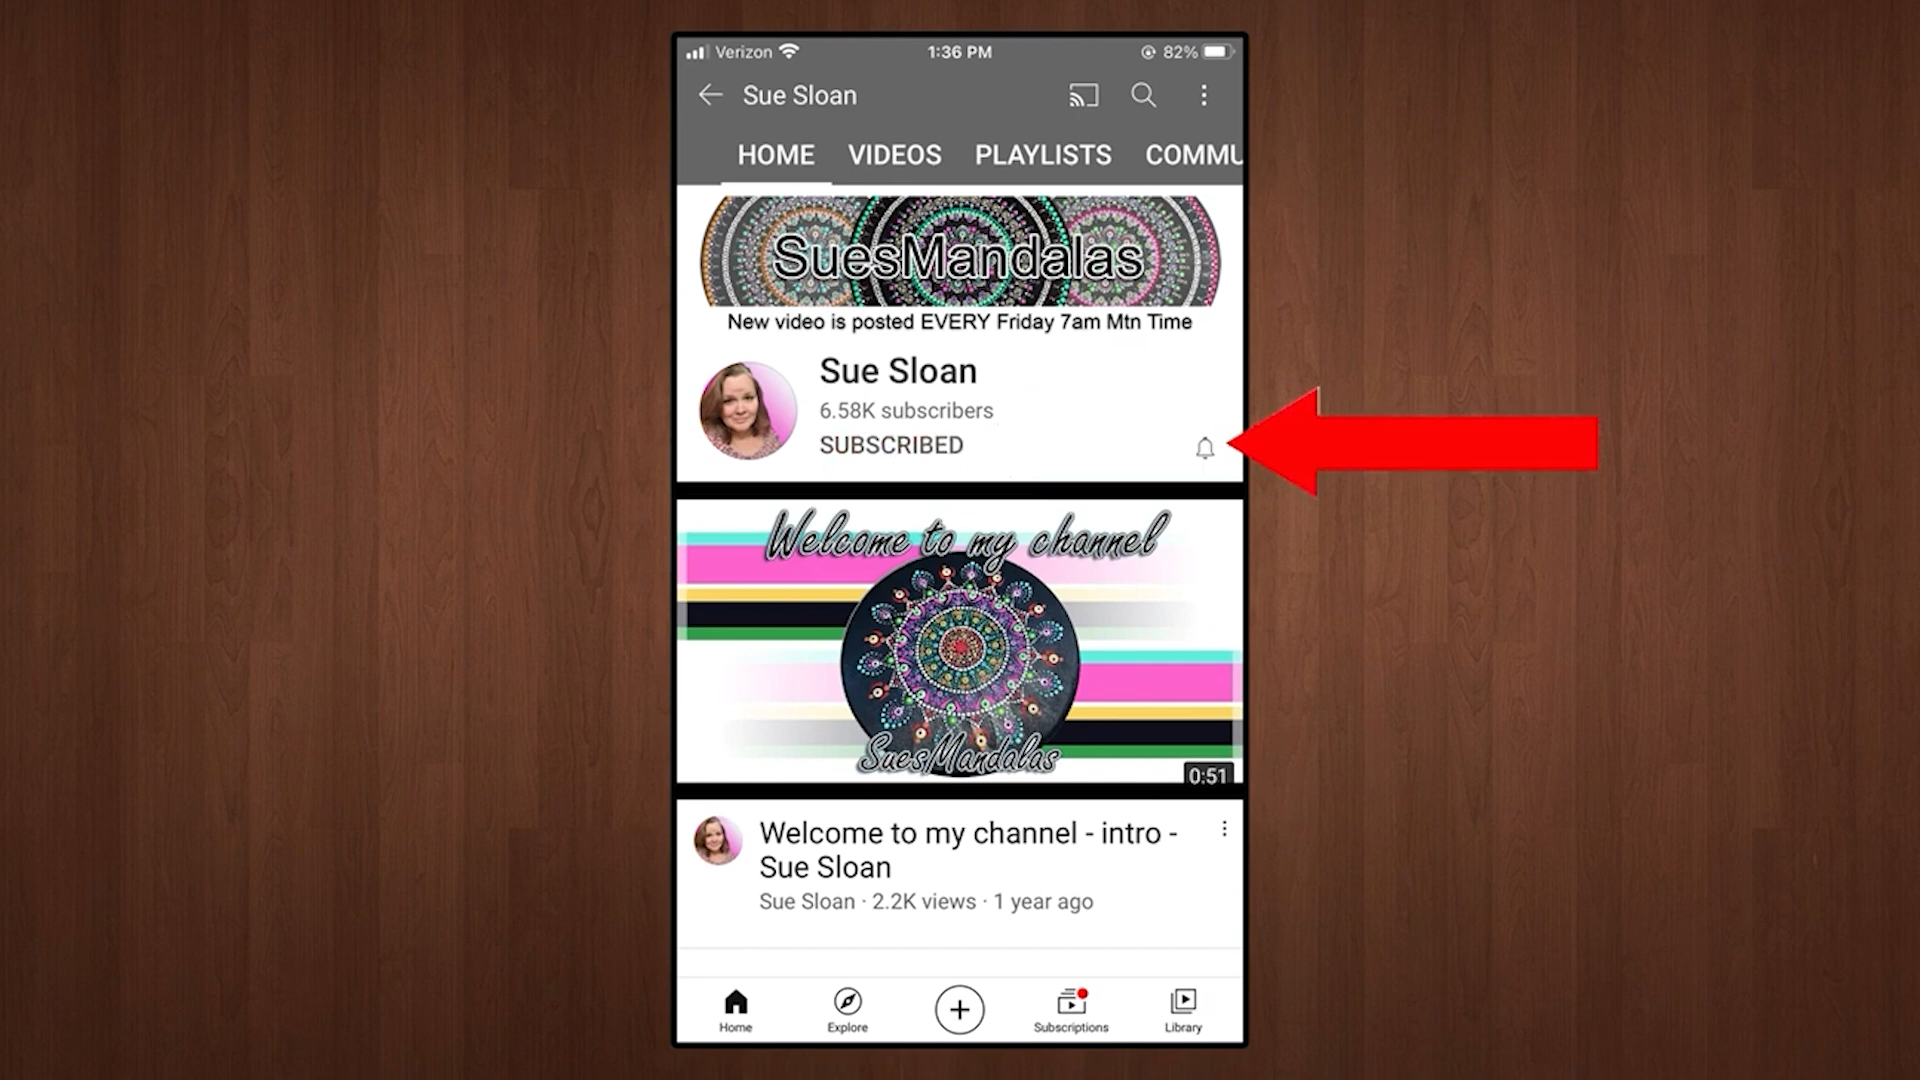 Verizon 1:36 PM 82%
Sue Sloan
HOME VIDEOS PLAYLISTS COMMU
SuesMandalas
New video is posted EVERY Friday 7am Mtn Time
Sue Sloan
6.58K subscribers
SUBSCRIBED
Welcome to my channel
SuesMandalas
0:51
Welcome to my channel - intro -
Sue Sloan
Sue Sloan · 2.2K views · 1 year ago
Home Explore Subscriptions Library